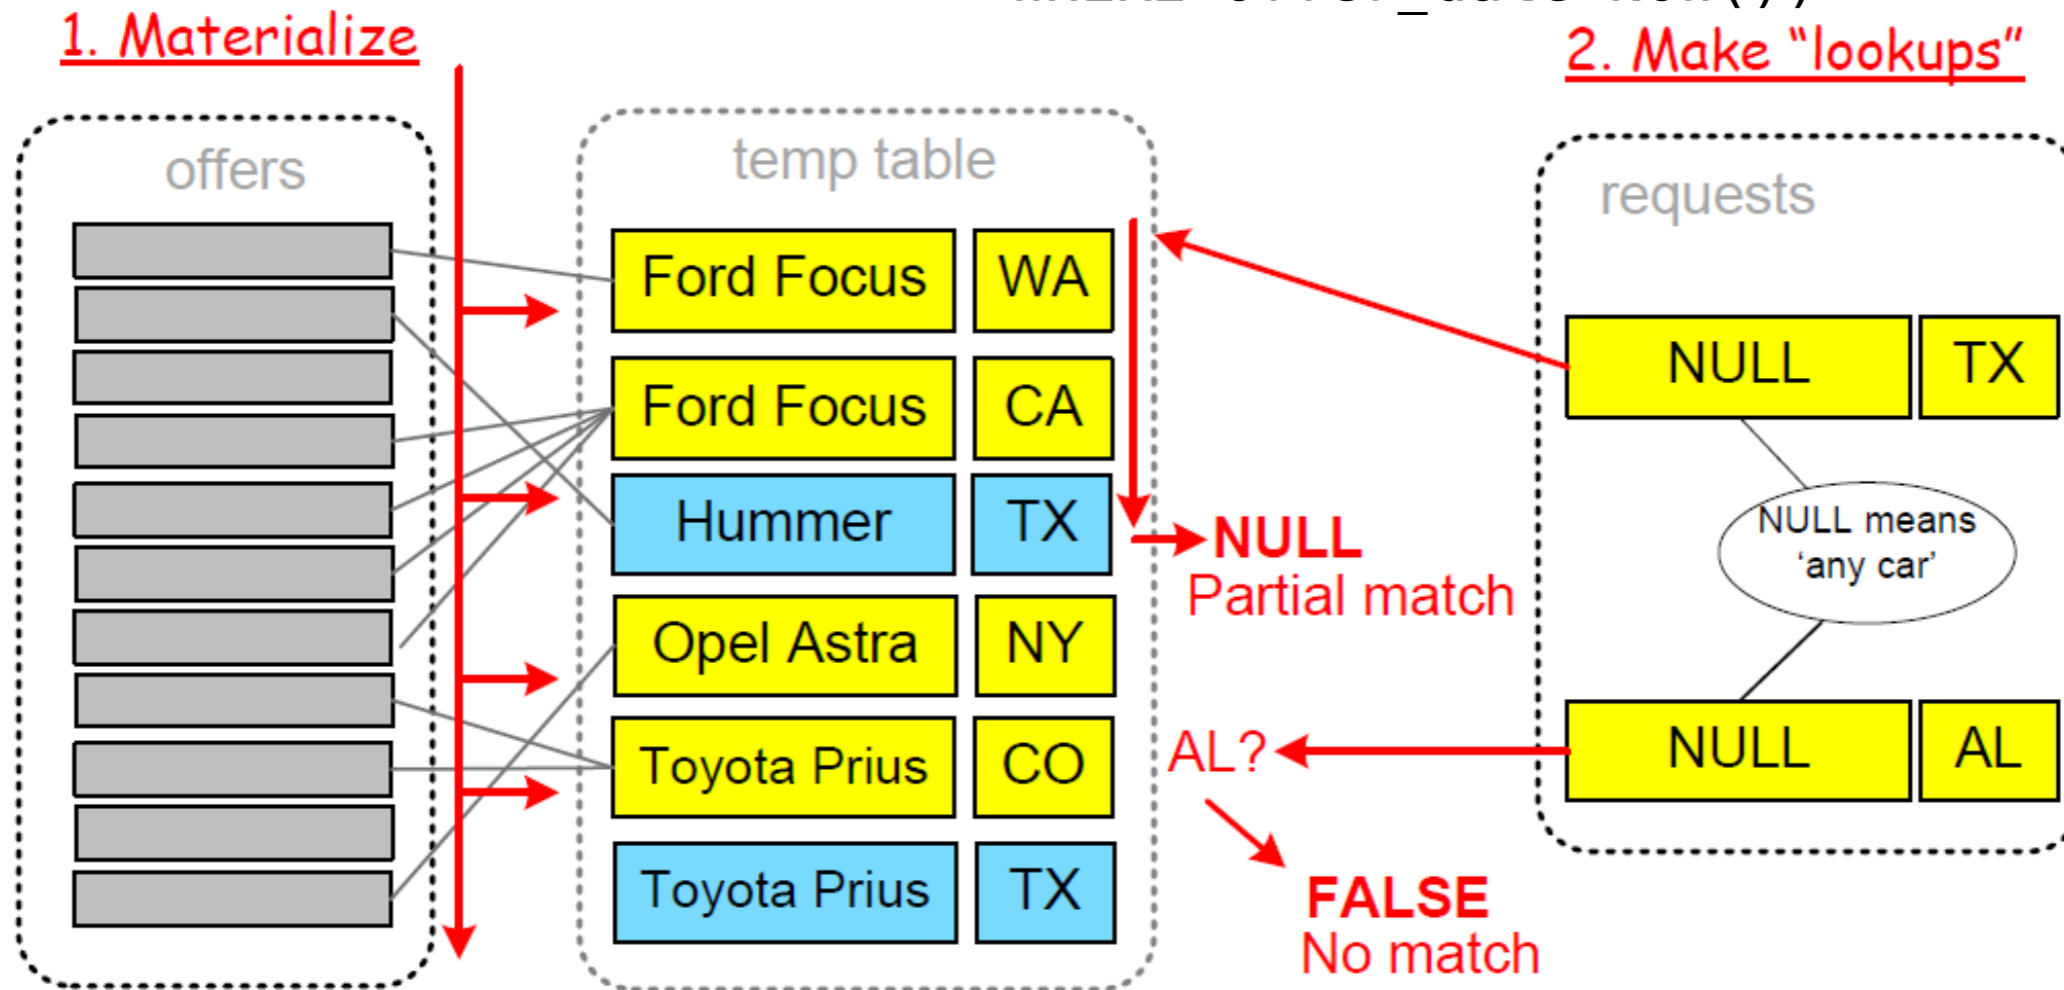 1. Materialize
2. Make “lookups”
offers
temp table
requests
Ford Focus WA
Ford Focus CA
Hummer TX
Opel Astra NY
Toyota Prius CO
Toyota Prius TX
NULL
Partial match
AL?
FALSE
No match
NULL TX
NULL means
‘any car’
NULL AL